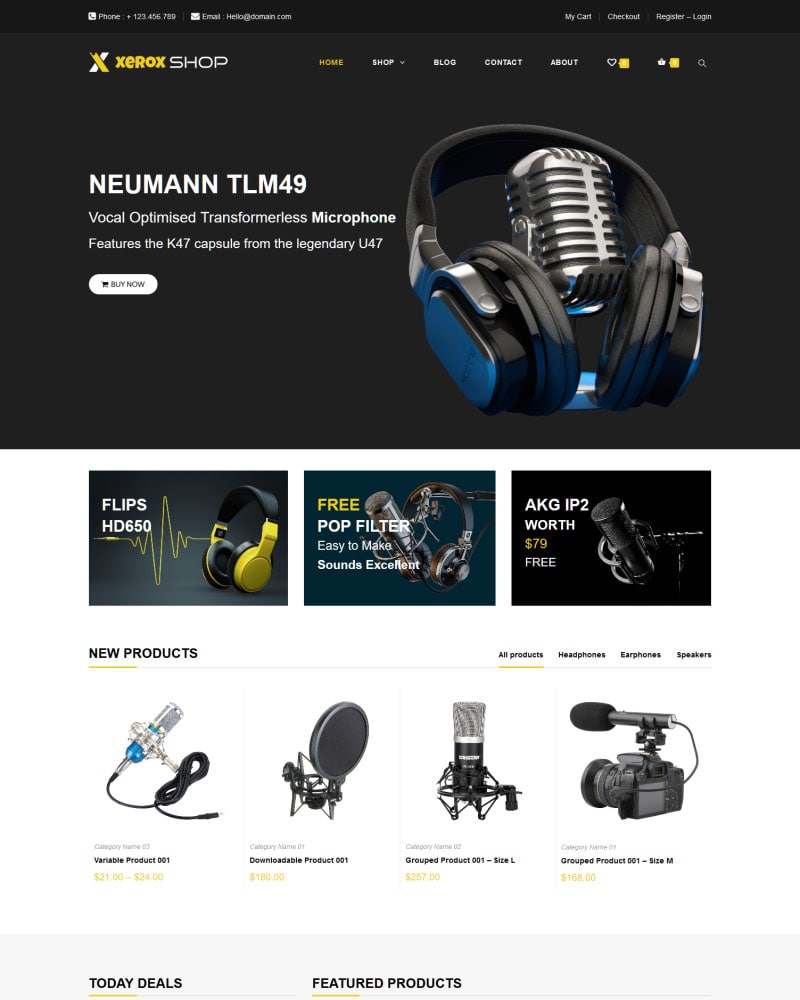 Phone : + 123.456.789
Email : Hello@domain.com
My Cart
Checkout
Register – Login
X XEROX SHOP
HOME
SHOP
BLOG
CONTACT
ABOUT
0
0
NEUMANN TLM49
Vocal Optimised Transformerless Microphone
Features the K47 capsule from the legendary U47
BUY NOW
FLIPS
HD650
FREE
POP FILTER
Easy to Make
Sounds Excellent
AKG IP2
WORTH
$79
FREE
NEW PRODUCTS
All products
Headphones
Earphones
Speakers
Category Name 03
Variable Product 001
$21.00 – $24.00
Category Name 01
Downloadable Product 001
$180.00
Category Name 02
Grouped Product 001 – Size L
$257.00
Category Name 01
Grouped Product 001 – Size M
$168.00
TODAY DEALS
FEATURED PRODUCTS